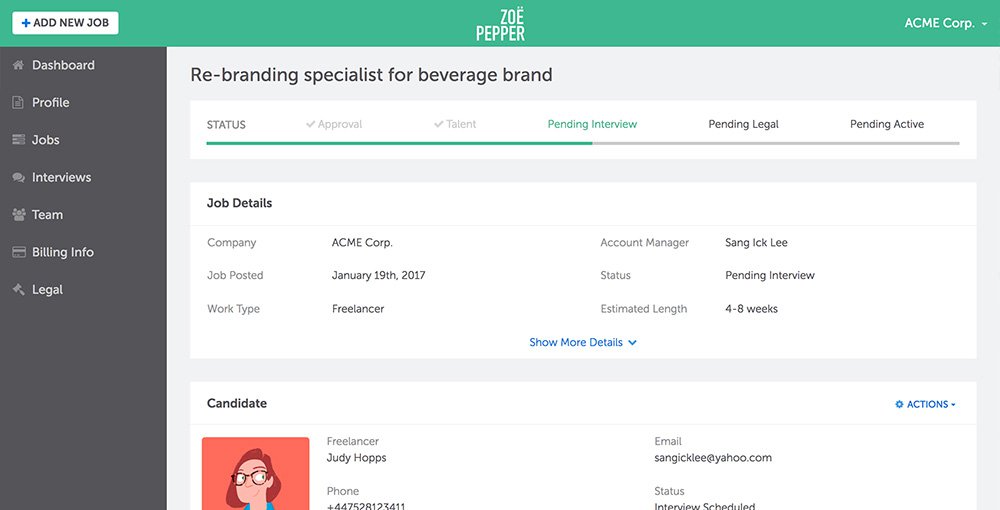 + ADD NEW JOB
ZOË
PEPPER
ACME Corp.
Dashboard
Profile
Jobs
Interviews
Team
Billing Info
Legal
Re-branding specialist for beverage brand
STATUS Approval Talent Pending Interview Pending Legal Pending Active
Job Details
Company ACME Corp. Account Manager Sang Ick Lee
Job Posted January 19th, 2017 Status Pending Interview
Work Type Freelancer Estimated Length 4-8 weeks
Show More Details
Candidate ACTIONS
Freelancer Email
Judy Hopps sangicklee@yahoo.com
Phone Status
+447528123411 Interview Scheduled